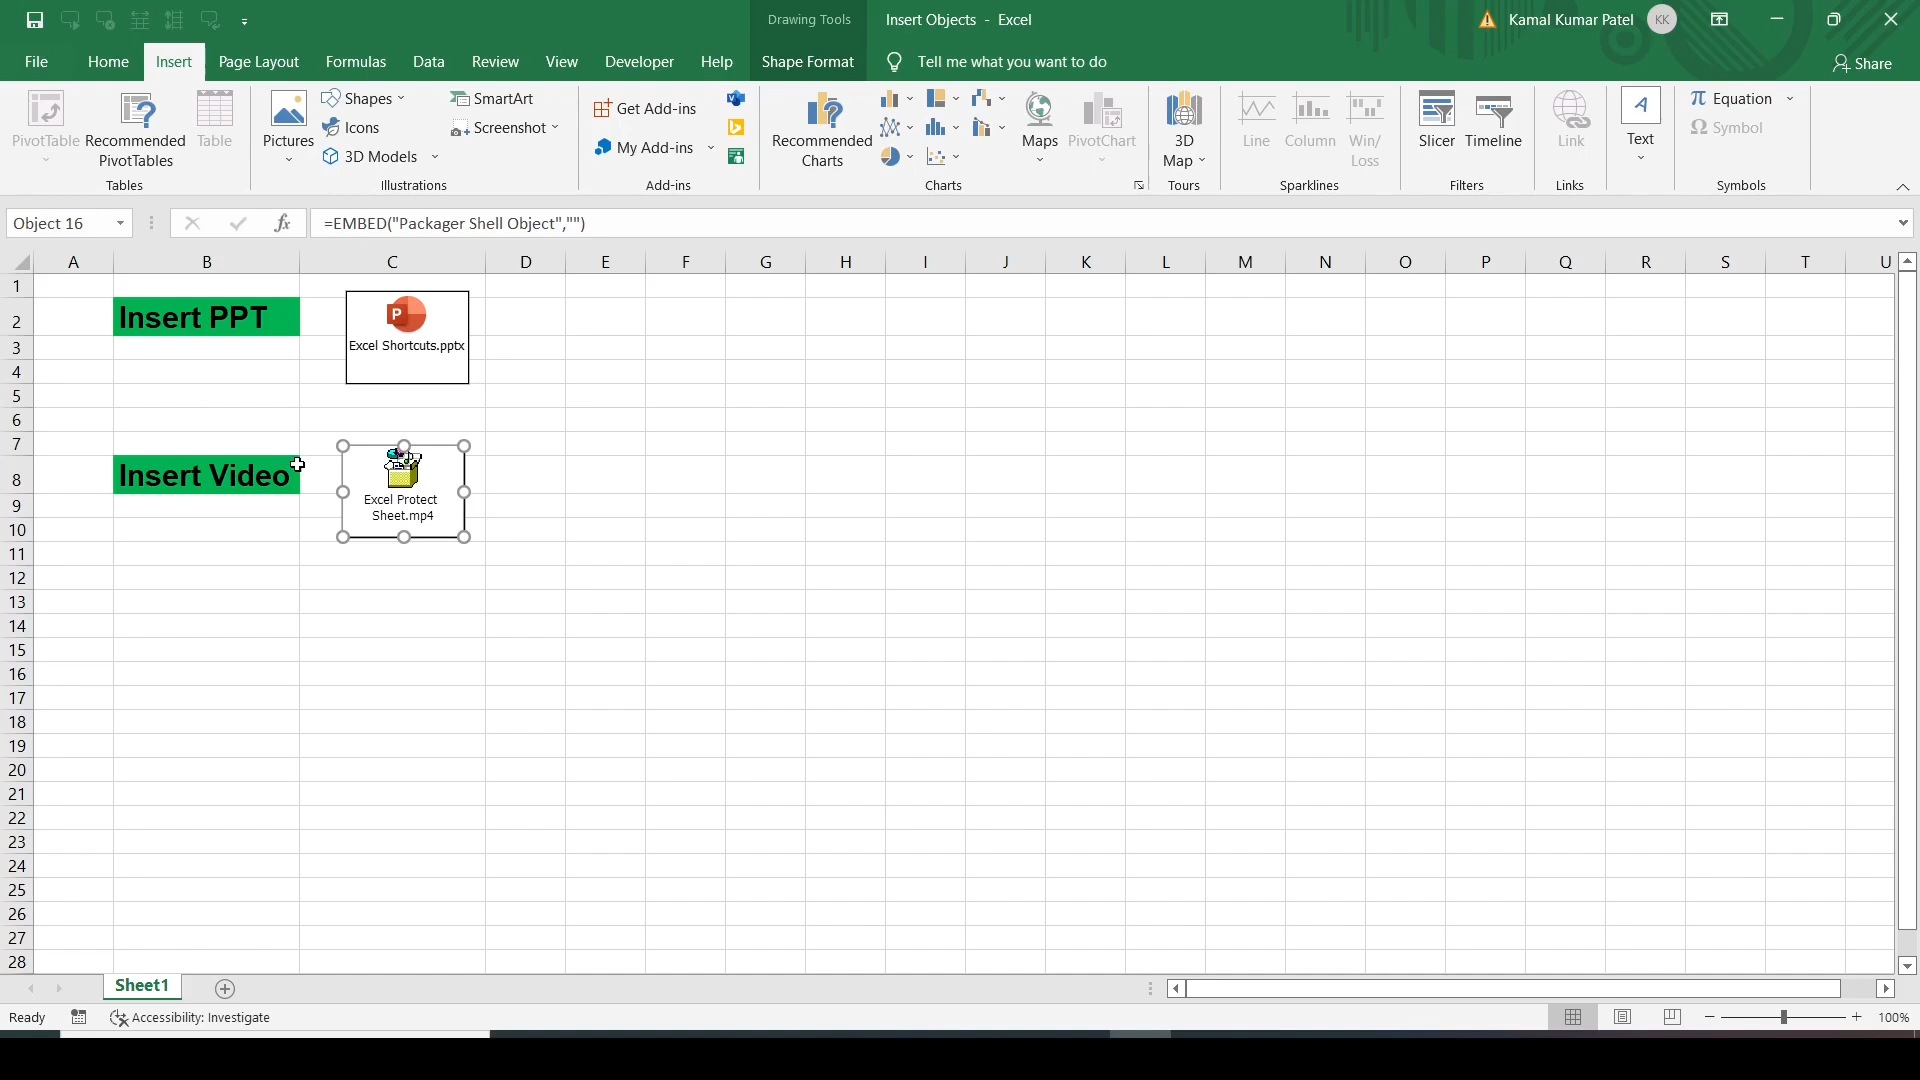 Drawing Tools
Insert Objects - Excel
Kamal Kumar Patel
KK
File
Home
Insert
Page Layout
Formulas
Data
Review
View
Developer
Help
Shape Format
Tell me what you want to do
Share
PivotTable
Recommended PivotTables
Table
Tables
Pictures
Shapes
Icons
3D Models
SmartArt
Screenshot
Illustrations
Get Add-ins
My Add-ins
Add-ins
Recommended Charts
Maps
PivotChart
Charts
3D Map
Tours
Line
Column
Win/ Loss
Sparklines
Slicer
Timeline
Filters
Link
Links
A
Text
π Equation
Ω Symbol
Symbols
Object 16
fx
=EMBED("Packager Shell Object","")
A B C D E F G H I J K L M N O P Q R S T U
1
2
3
4
5
6
7
8
9
10
11
12
13
14
15
16
17
18
19
20
21
22
23
24
25
26
27
28
Insert PPT
P
Excel Shortcuts.pptx
Insert Video
Excel Protect
Sheet.mp4
Sheet1
Ready
Accessibility: Investigate
100%